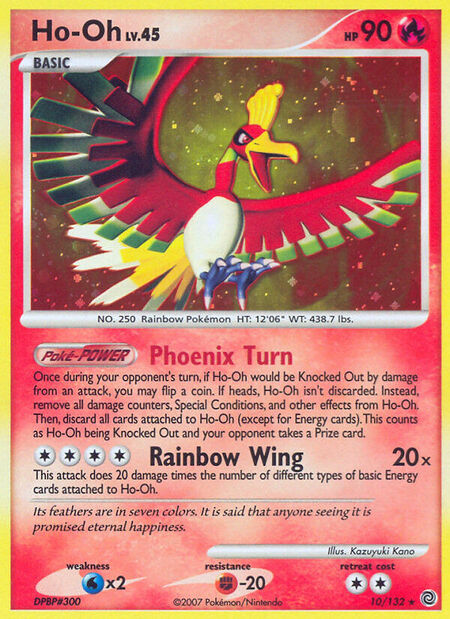 Ho-Oh LV.45 HP 90
BASIC
NO. 250 Rainbow Pokémon HT: 12'06" WT: 438.7 lbs.
Poké-POWER Phoenix Turn
Once during your opponent's turn, if Ho-Oh would be Knocked Out by damage
from an attack, you may flip a coin. If heads, Ho-Oh isn't discarded. Instead,
remove all damage counters, Special Conditions, and other effects from Ho-Oh.
Then, discard all cards attached to Ho-Oh (except for Energy cards). This counts
as Ho-Oh being Knocked Out and your opponent takes a Prize card.
Rainbow Wing 20x
This attack does 20 damage times the number of different types of basic Energy
cards attached to Ho-Oh.
Its feathers are in seven colors. It is said that anyone seeing it is
promised eternal happiness.
Illus. Kazuyuki Kano
weakness resistance retreat cost
x2 -20
DPBP#300 ©2007 Pokémon/Nintendo 10/132 ★